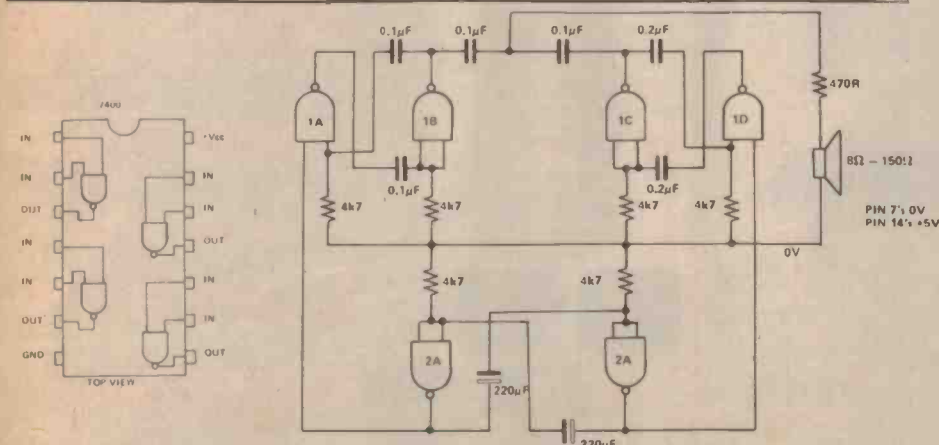 7400
IN
+Vcc
IN
IN
OUT
IN
IN
OUT
IN
IN
OUT
IN
GND
OUT
TOP VIEW
0.1µF
0.1µF
0.1µF
0.2µF
470R
1A
1B
1C
1D
8Ω – 150Ω
0.1µF
0.2µF
4k7
4k7
4k7
4k7
PIN 7's 0V
PIN 14's +5V
0V
4k7
4k7
2A
2A
220µF
220µF